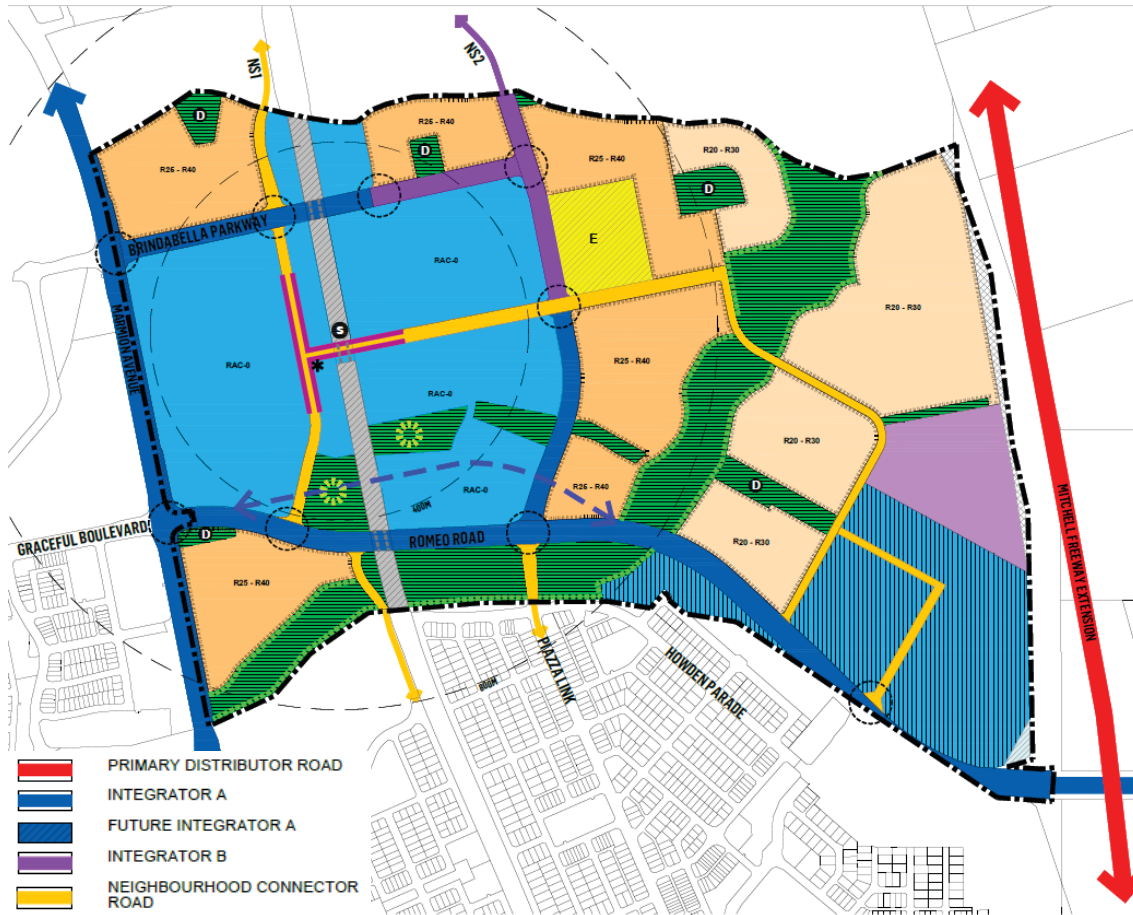 NS1
NS2
D
R25 - R40
R25 - R40
D
R20 - R30
R25 - R40
D
BRINDABELLA PARKWAY
E
RAC-0
MARMION AVENUE
S
R20 - R30
RAC-0
*
R25 - R40
RAC-0
R20 - R30
D
RAC-0
R25 - R40
400M
GRACEFUL BOULEVARD
D
ROMEO ROAD
R20 - R30
R25 - R40
MITCHELL FREEWAY EXTENSION
PIAZZA LINK
HOWDEN PARADE
800M
PRIMARY DISTRIBUTOR ROAD
INTEGRATOR A
FUTURE INTEGRATOR A
INTEGRATOR B
NEIGHBOURHOOD CONNECTOR
ROAD